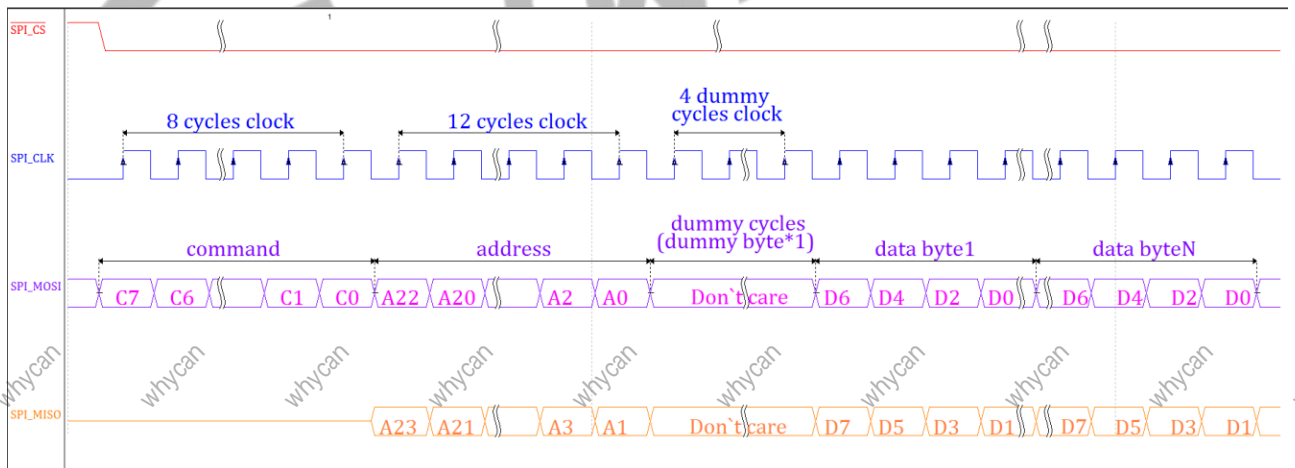 1
SPI_CS
8 cycles clock
12 cycles clock
4 dummy
cycles clock
SPI_CLK
command
address
dummy cycles
(dummy byte*1)
data byte1
data byteN
SPI_MOSI
C7 C6 C1 C0 A22 A20 A2 A0 Don`t care D6 D4 D2 D0 D6 D4 D2 D0
whycan whycan whycan whycan whycan whycan whycan whycan whycan
SPI_MISO
A23 A21 A3 A1 Don`t care D7 D5 D3 D1 D7 D5 D3 D1